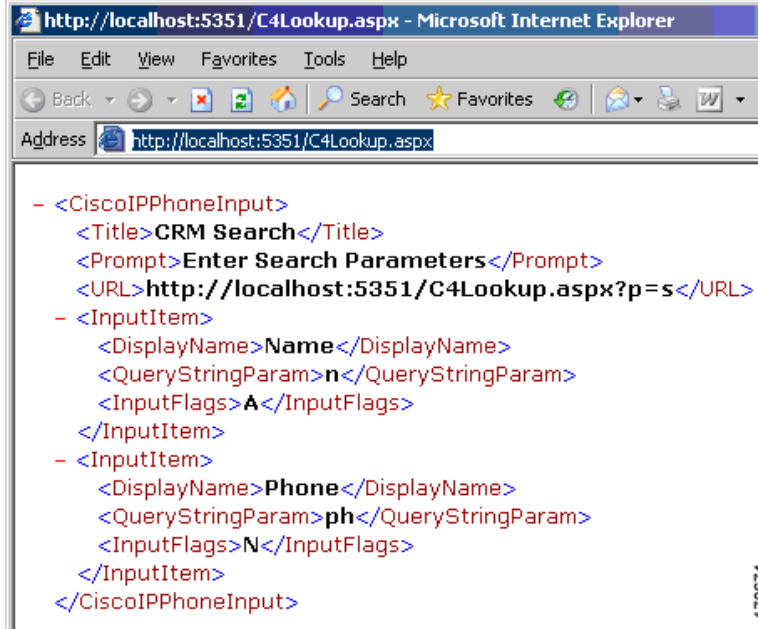 http://localhost:5351/C4Lookup.aspx - Microsoft Internet Explorer
File Edit View Favorites Tools Help
Back Search Favorites W
Address http://localhost:5351/C4Lookup.aspx
- <CiscoIPPhoneInput>
<Title>CRM Search</Title>
<Prompt>Enter Search Parameters</Prompt>
<URL>http://localhost:5351/C4Lookup.aspx?p=s</URL>
- <InputItem>
<DisplayName>Name</DisplayName>
<QueryStringParam>n</QueryStringParam>
<InputFlags>A</InputFlags>
</InputItem>
- <InputItem>
<DisplayName>Phone</DisplayName>
<QueryStringParam>ph</QueryStringParam>
<InputFlags>N</InputFlags>
</InputItem>
</CiscoIPPhoneInput>